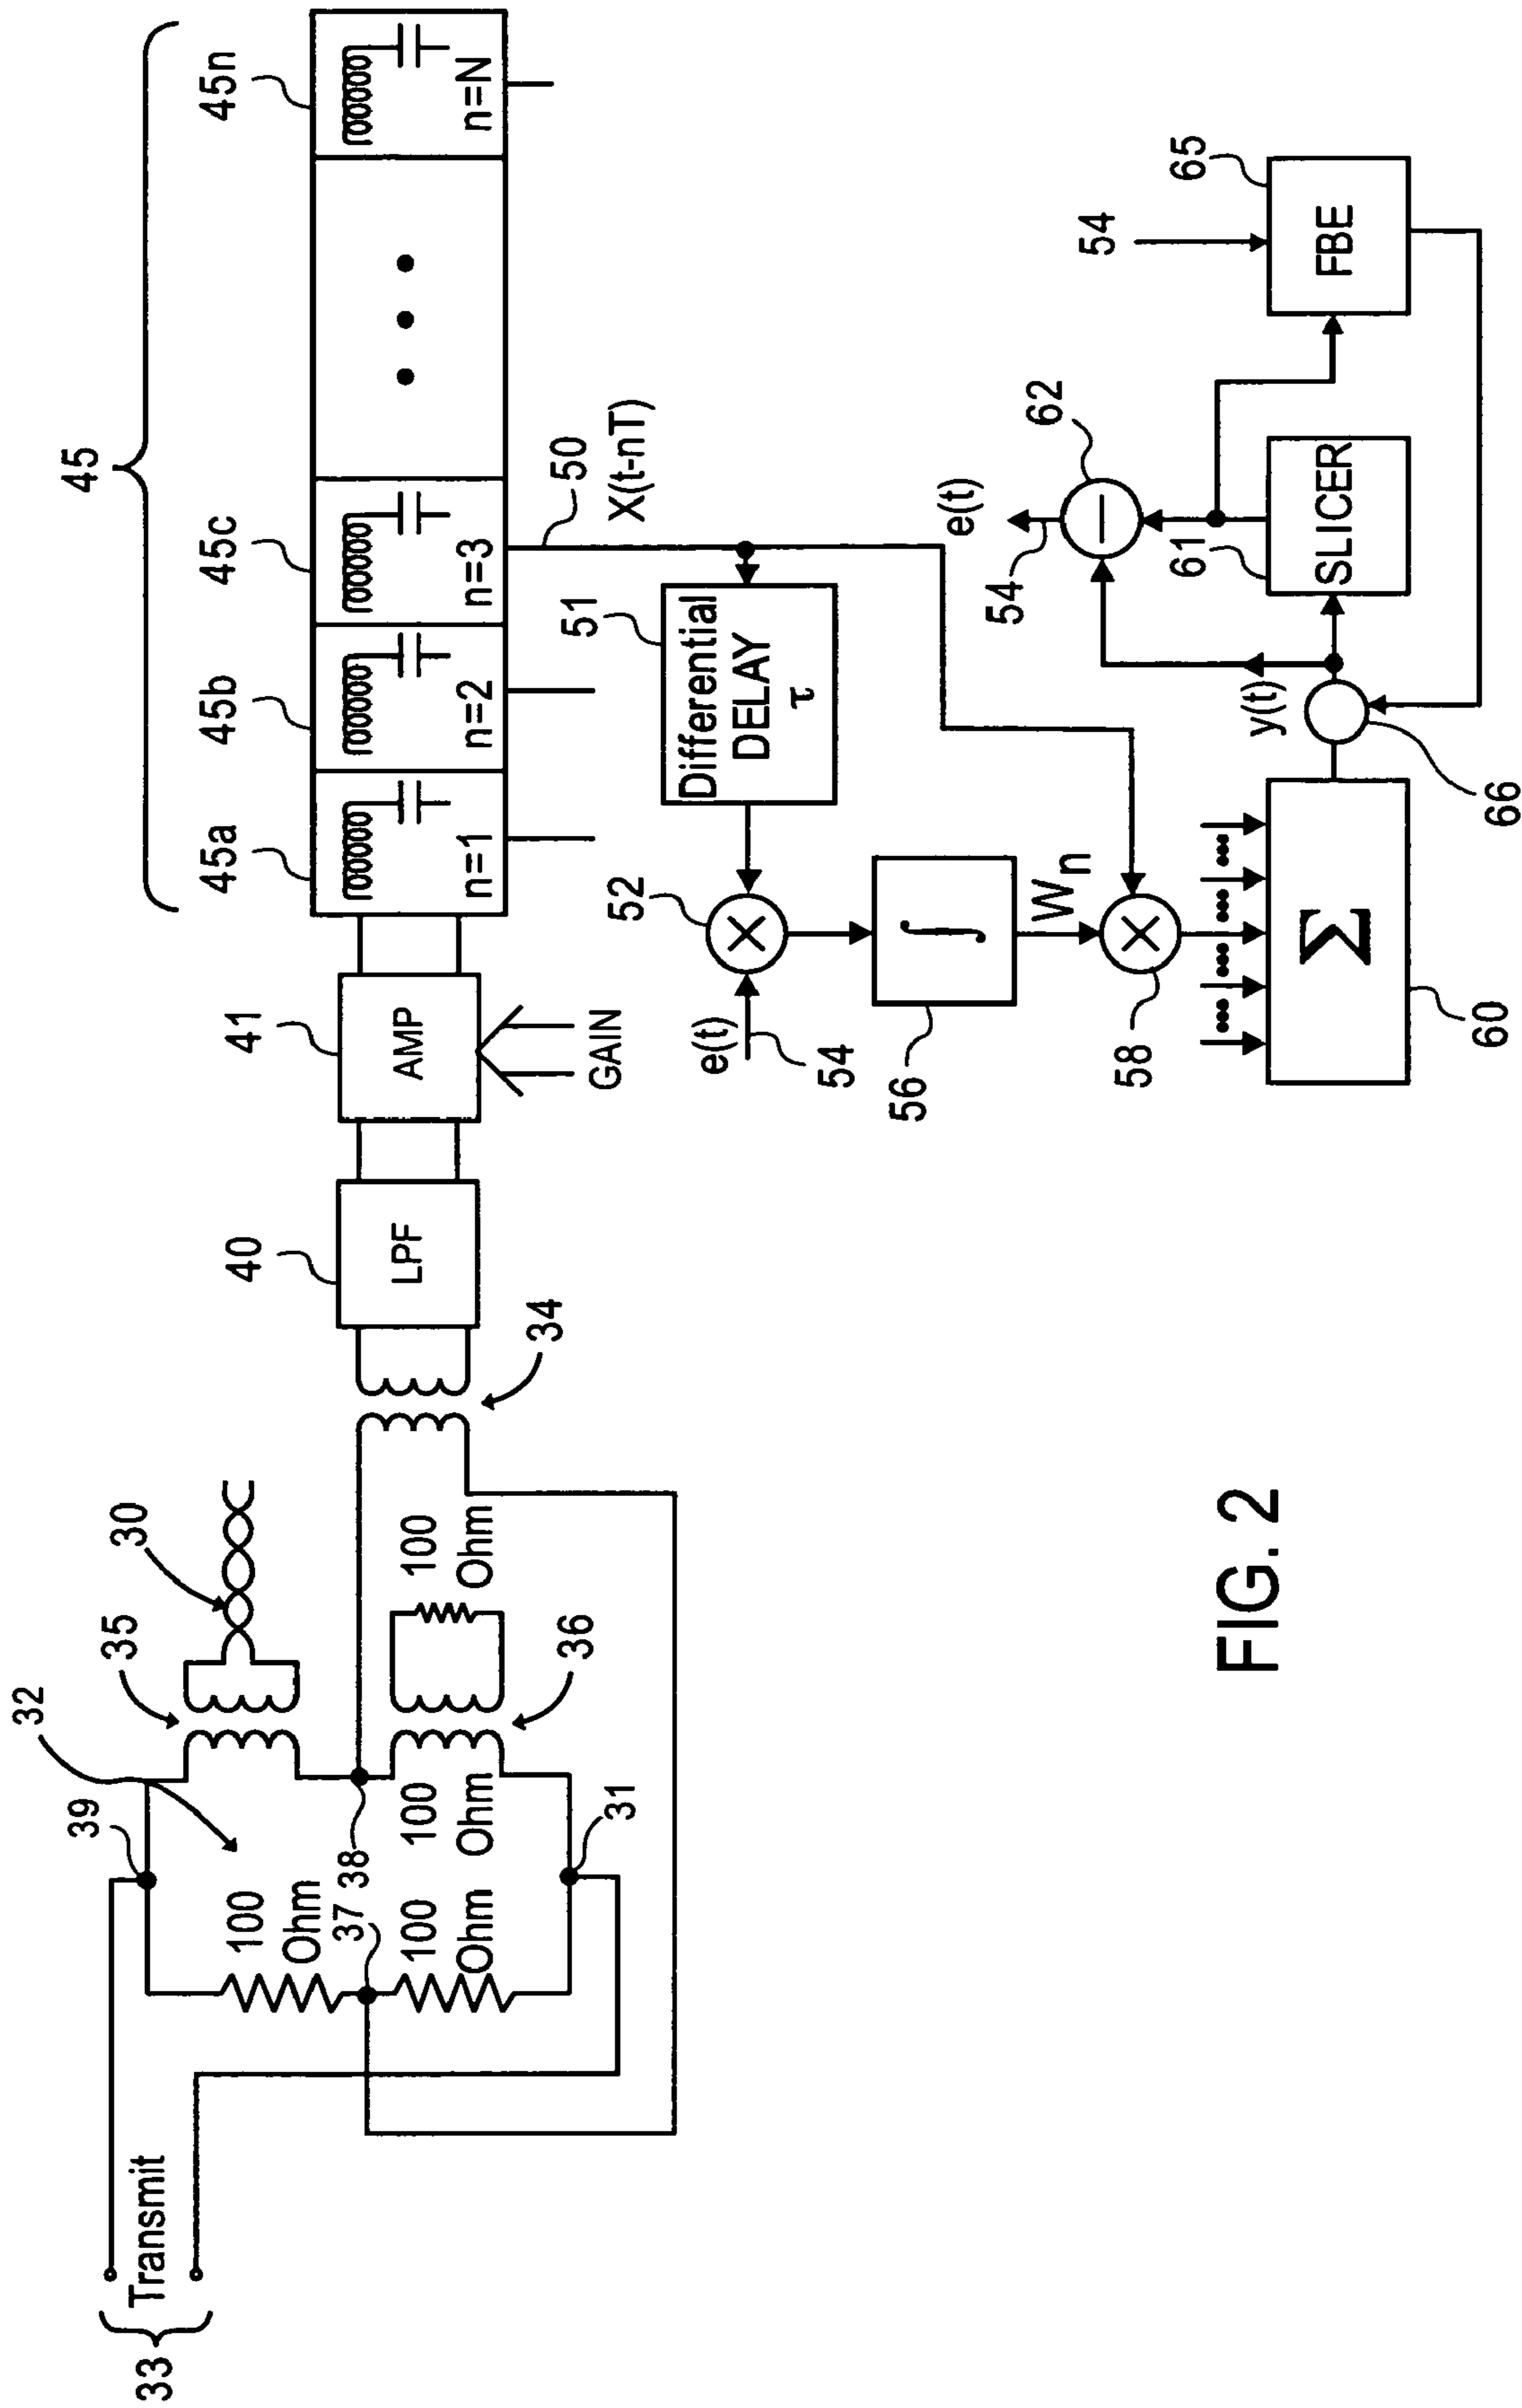 45
45a
45b
45c
45n
n=1
n=2
n=3
n=N
32
35
30
39
40
LPF
41
AMP
GAIN
34
33
Transmit
100
Ohm
37
38
100
Ohm
100
Ohm
100
Ohm
36
31
50
X(t-nT)
51
Differential
DELAY
τ
52
e(t)
54
56
∫
Wn
58
60
Σ
66
y(t)
61
SLICER
62
e(t)
54
54
65
FBE
FIG. 2